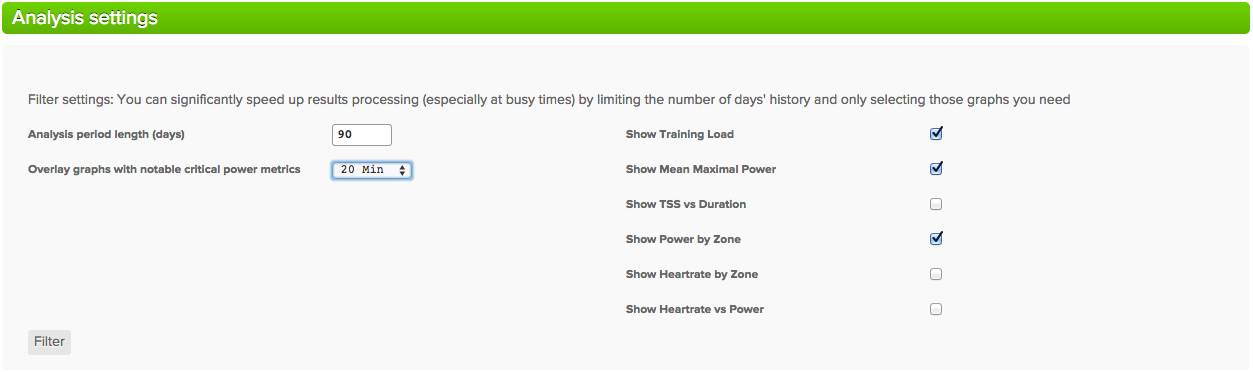 Analysis settings
Filter settings: You can significantly speed up results processing (especially at busy times) by limiting the number of days' history and only selecting those graphs you need
Analysis period length (days) 90
Overlay graphs with notable critical power metrics 20 Min
Show Training Load
Show Mean Maximal Power
Show TSS vs Duration
Show Power by Zone
Show Heartrate by Zone
Show Heartrate vs Power
Filter